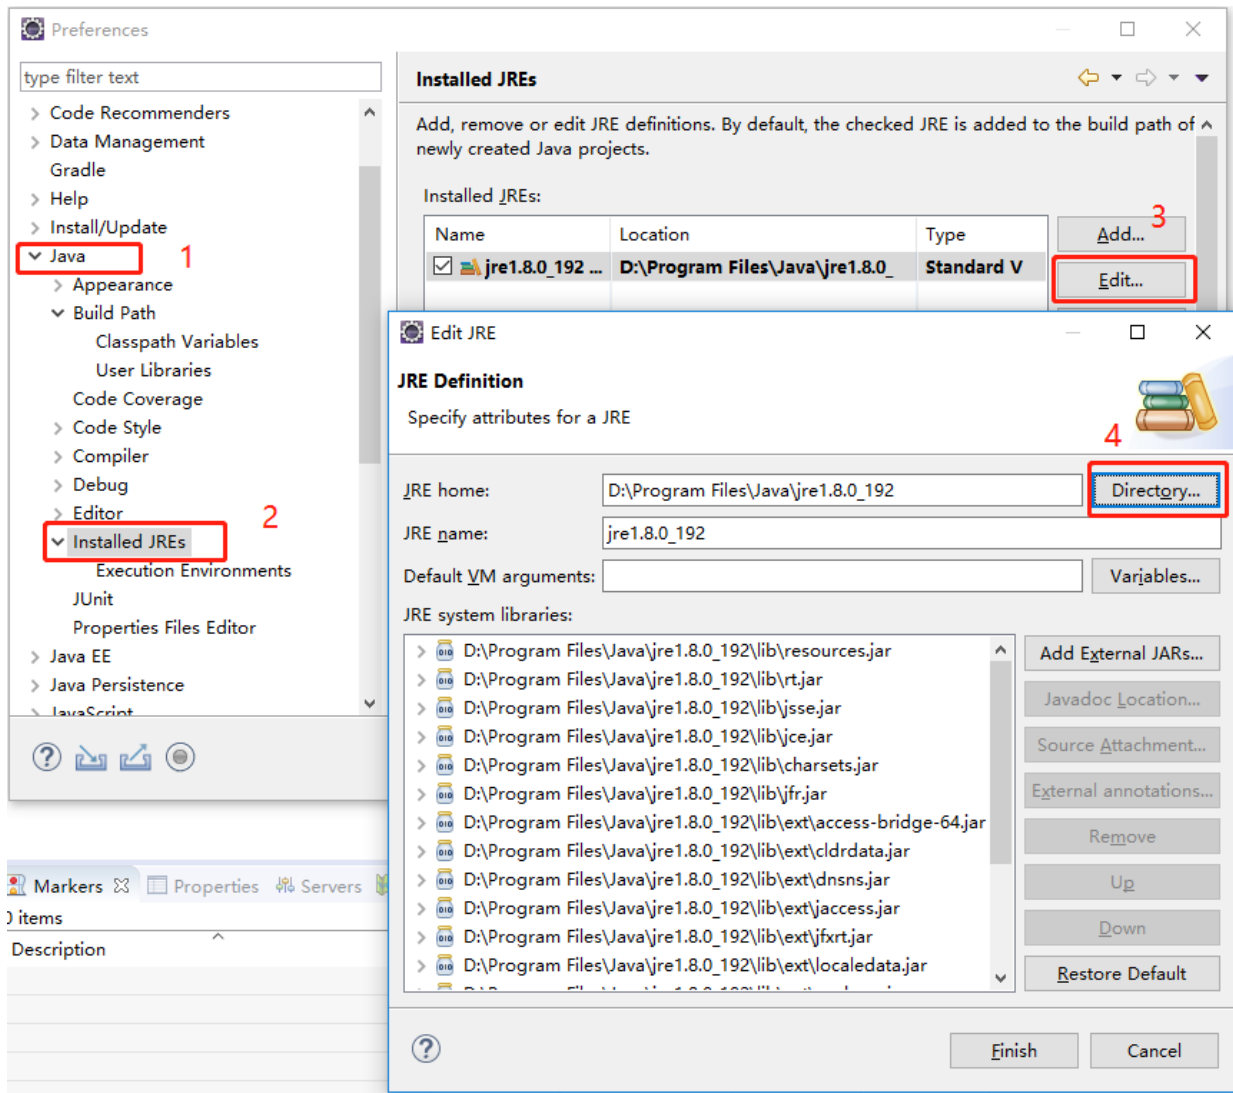 Preferences
type filter text
Code Recommenders
Data Management
Gradle
Help
Install/Update
Java
1
Appearance
Build Path
Classpath Variables
User Libraries
Code Coverage
Code Style
Compiler
Debug
Editor
2
Installed JREs
Execution Environments
JUnit
Properties Files Editor
Java EE
Java Persistence
JavaScript
Installed JREs
Add, remove or edit JRE definitions. By default, the checked JRE is added to the build path of
newly created Java projects.
Installed JREs:
Name Location Type
jre1.8.0_192 ... D:\Program Files\Java\jre1.8.0_ Standard V
3
Add...
Edit...
Edit JRE
JRE Definition
Specify attributes for a JRE
4
JRE home: D:\Program Files\Java\jre1.8.0_192 Directory...
JRE name: jre1.8.0_192
Default VM arguments: Variables...
JRE system libraries:
D:\Program Files\Java\jre1.8.0_192\lib\resources.jar
D:\Program Files\Java\jre1.8.0_192\lib\rt.jar
D:\Program Files\Java\jre1.8.0_192\lib\jsse.jar
D:\Program Files\Java\jre1.8.0_192\lib\jce.jar
D:\Program Files\Java\jre1.8.0_192\lib\charsets.jar
D:\Program Files\Java\jre1.8.0_192\lib\jfr.jar
D:\Program Files\Java\jre1.8.0_192\lib\ext\access-bridge-64.jar
D:\Program Files\Java\jre1.8.0_192\lib\ext\cldrdata.jar
D:\Program Files\Java\jre1.8.0_192\lib\ext\dnsns.jar
D:\Program Files\Java\jre1.8.0_192\lib\ext\jaccess.jar
D:\Program Files\Java\jre1.8.0_192\lib\ext\jfxrt.jar
D:\Program Files\Java\jre1.8.0_192\lib\ext\localedata.jar
Add External JARs...
Javadoc Location...
Source Attachment...
External annotations...
Remove
Up
Down
Restore Default
Finish Cancel
Markers Properties Servers
items
Description